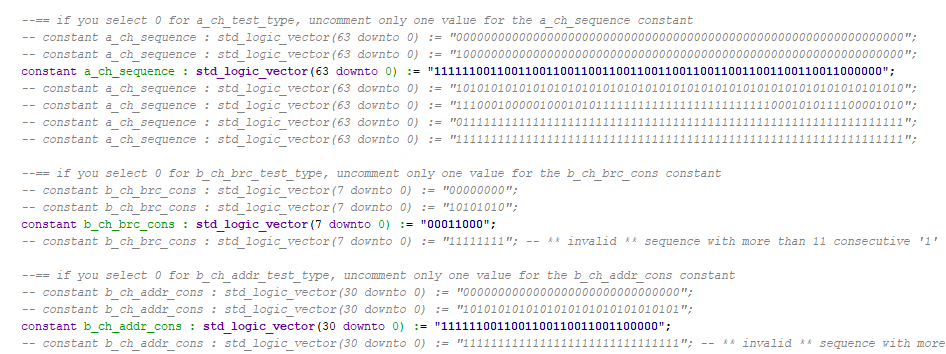 --== if you select 0 for a_ch_test_type, uncomment only one value for the a_ch_sequence constant
-- constant a_ch_sequence : std_logic_vector(63 downto 0) := "0000000000000000000000000000000000000000000000000000000000000000";
-- constant a_ch_sequence : std_logic_vector(63 downto 0) := "1000000000000000000000000000000000000000000000000000000000000000";
constant a_ch_sequence : std_logic_vector(63 downto 0) := "1111110011001100110011001100110011001100110011001100110011000000";
-- constant a_ch_sequence : std_logic_vector(63 downto 0) := "1010101010101010101010101010101010101010101010101010101010101010";
-- constant a_ch_sequence : std_logic_vector(63 downto 0) := "1110001000001000101011111111111111111111111110001010111100001010";
-- constant a_ch_sequence : std_logic_vector(63 downto 0) := "0111111111111111111111111111111111111111111111111111111111111111";
-- constant a_ch_sequence : std_logic_vector(63 downto 0) := "1111111111111111111111111111111111111111111111111111111111111111";
--== if you select 0 for b_ch_brc_test_type, uncomment only one value for the b_ch_brc_cons constant
-- constant b_ch_brc_cons : std_logic_vector(7 downto 0) := "00000000";
-- constant b_ch_brc_cons : std_logic_vector(7 downto 0) := "10101010";
constant b_ch_brc_cons : std_logic_vector(7 downto 0) := "00011000";
-- constant b_ch_brc_cons : std_logic_vector(7 downto 0) := "11111111"; -- ** invalid ** sequence with more than 11 consecutive '1'
--== if you select 0 for b_ch_addr_test_type, uncomment only one value for the b_ch_addr_cons constant
-- constant b_ch_addr_cons : std_logic_vector(30 downto 0) := "0000000000000000000000000000000";
-- constant b_ch_addr_cons : std_logic_vector(30 downto 0) := "1010101010101010101010101010101";
constant b_ch_addr_cons : std_logic_vector(30 downto 0) := "1111110011001100110011001100000";
-- constant b_ch_addr_cons : std_logic_vector(30 downto 0) := "1111111111111111111111111111111"; -- ** invalid ** sequence with more